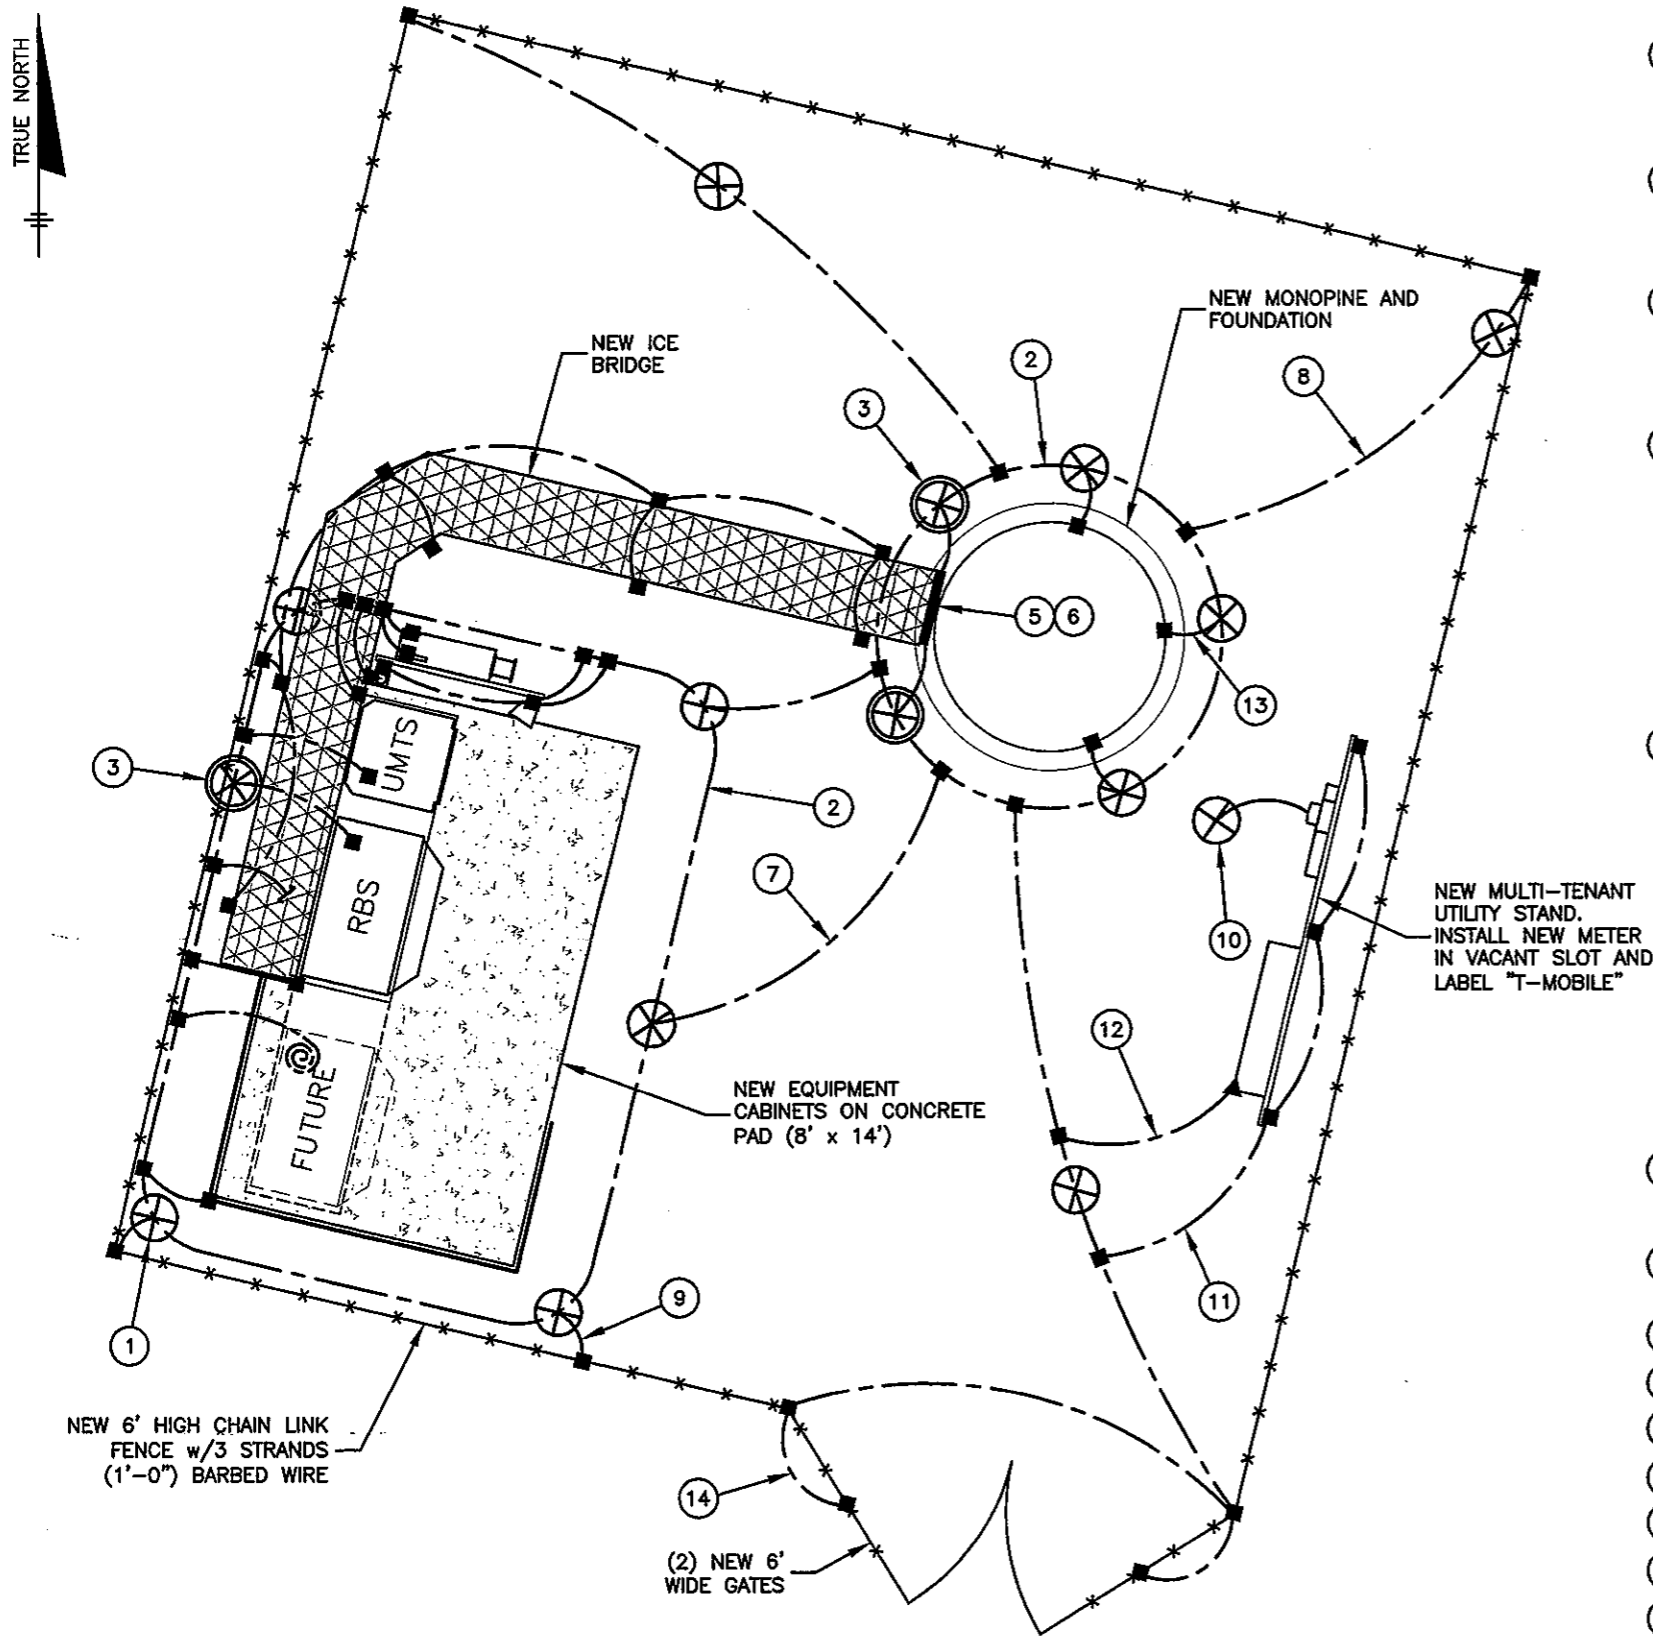 TRUE NORTH
NEW MONOPINE AND
FOUNDATION
NEW ICE
BRIDGE
2
8
3
5
6
13
UMTS
3
2
RBS
7
NEW MULTI-TENANT
UTILITY STAND.
INSTALL NEW METER
IN VACANT SLOT AND
LABEL "T-MOBILE"
10
12
FUTURE
NEW EQUIPMENT
CABINETS ON CONCRETE
PAD (8' x 14')
9
11
1
NEW 6' HIGH CHAIN LINK
FENCE w/3 STRANDS
(1'-0") BARBED WIRE
14
(2) NEW 6'
WIDE GATES